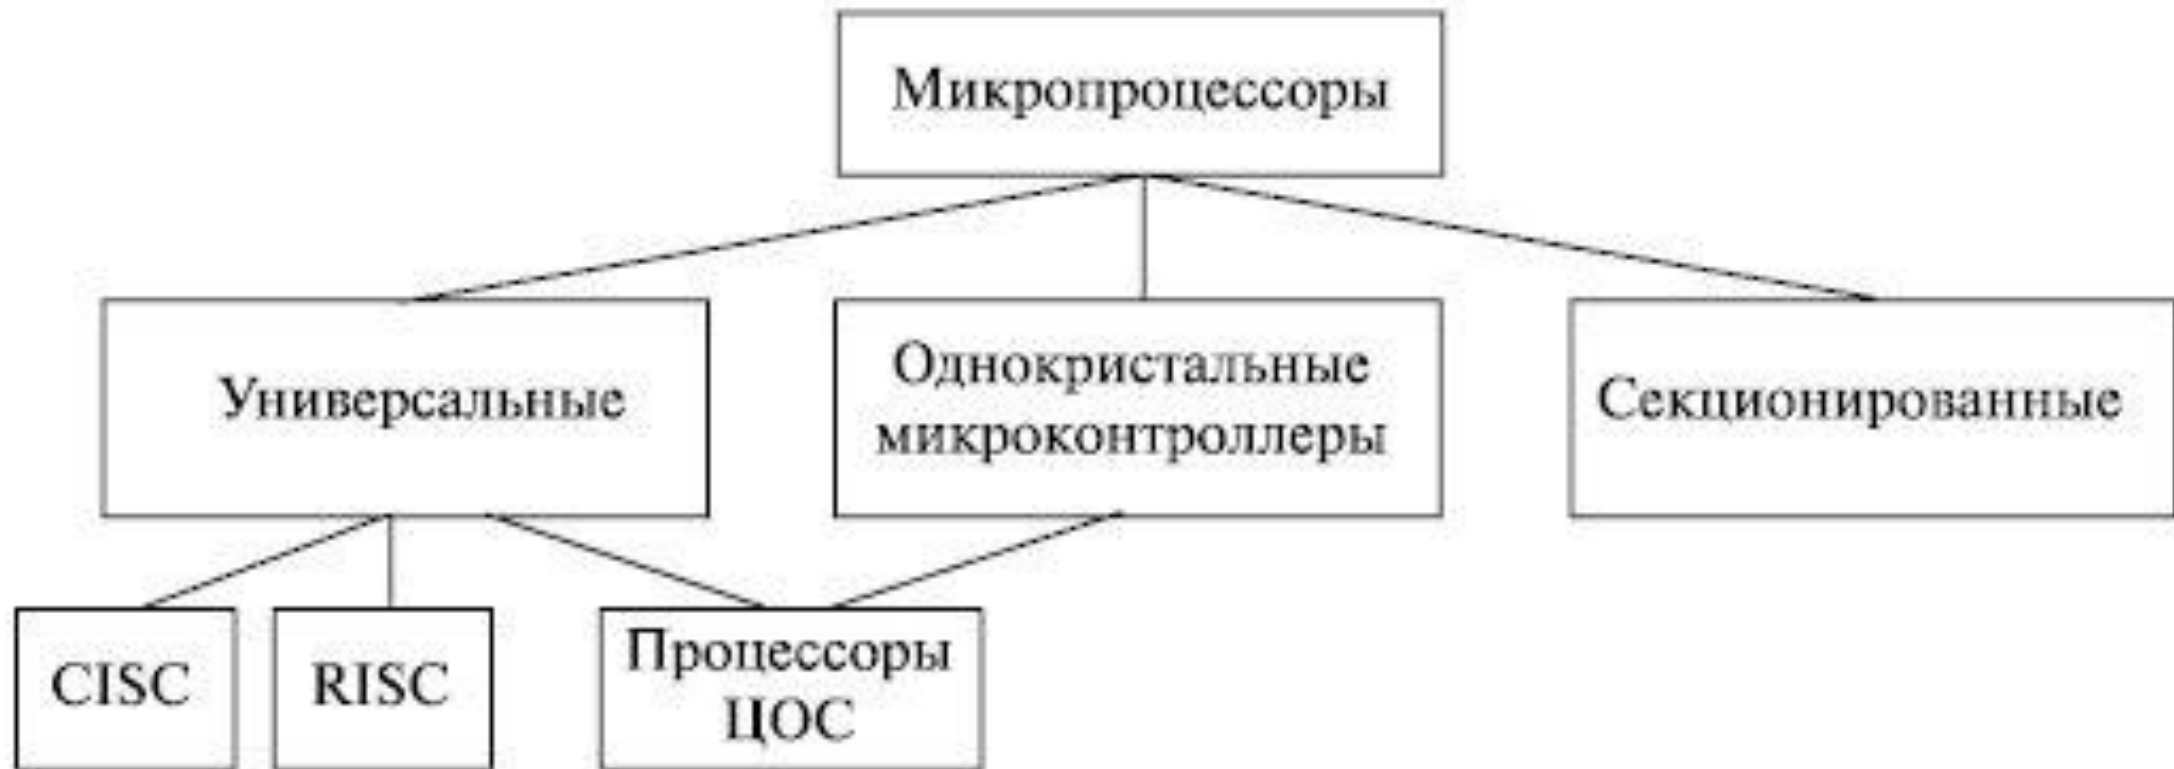 Микропроцессоры
Универсальные
Однокристальные
микроконтроллеры
Секционированные
CISC
RISC
Процессоры
ЦОС